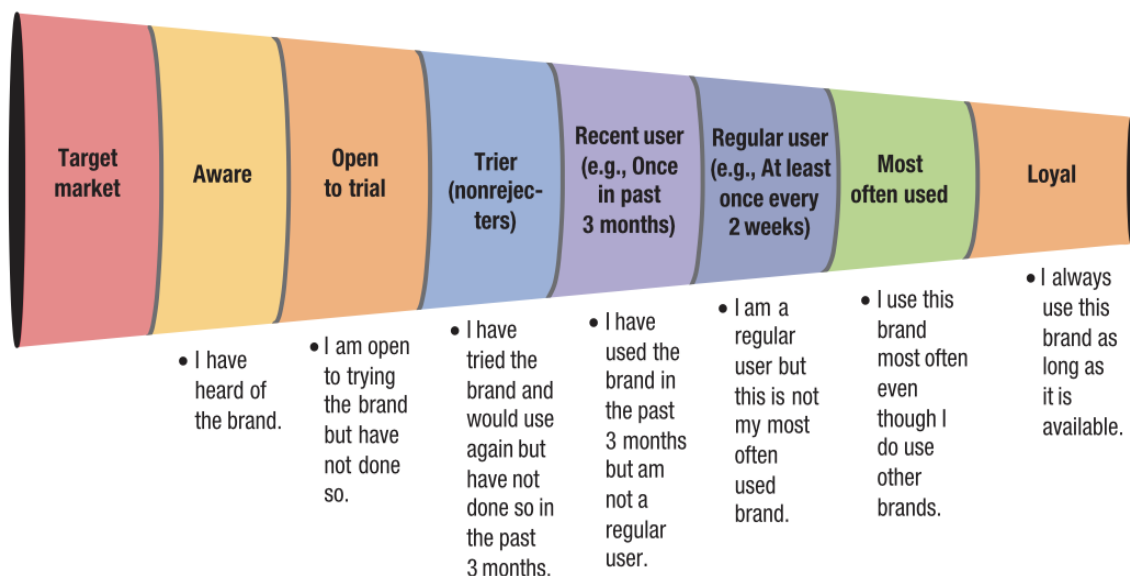 Target
market
Aware
Open
to trial
Trier
(nonrejec-
ters)
Recent user
(e.g., Once
in past
3 months)
Regular user
(e.g., At least
once every
2 weeks)
Most
often used
Loyal
• I have
heard of
the brand.
• I am open
to trying
the brand
but have
not done
so.
• I have
tried the
brand and
would use
again but
have not
done so in
the past
3 months.
• I have
used the
brand in
the past
3 months
but am
not a
regular
user.
• I am a
regular
user but
this is not
my most
often
used
brand.
• I use this
brand
most often
even
though I
do use
other
brands.
• I always
use this
brand as
long as
it is
available.